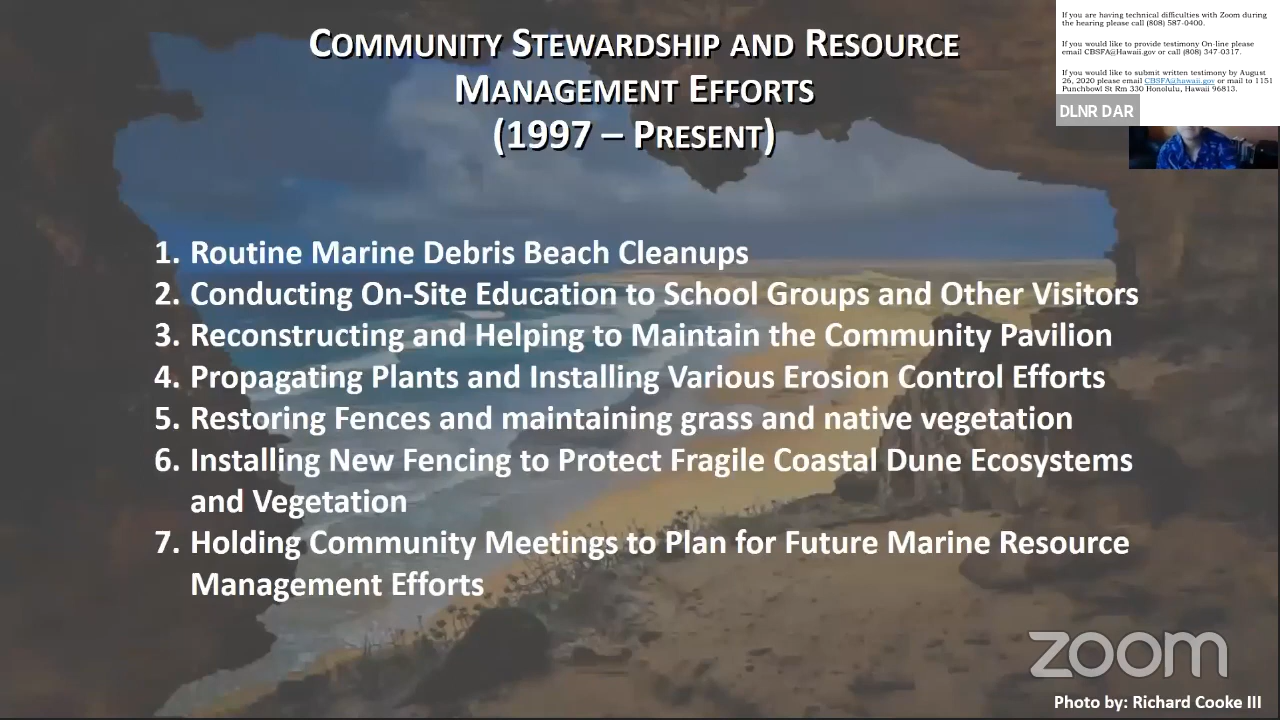 COMMUNITY STEWARDSHIP AND RESOURCE
MANAGEMENT EFFORTS
(1997 – PRESENT)
If you are having technical difficulties with Zoom during
the hearing please call (808) 587-0400.
If you would like to provide testimony On-line please
email CBSFA@Hawaii.gov or call (808) 347-0317.
If you would like to submit written testimony by August
26, 2020 please email CBSFA@hawaii.gov or mail to 1151
Punchbowl St Rm 330 Honolulu, Hawaii 96813.
DLNR DAR
1. Routine Marine Debris Beach Cleanups
2. Conducting On-Site Education to School Groups and Other Visitors
3. Reconstructing and Helping to Maintain the Community Pavilion
4. Propagating Plants and Installing Various Erosion Control Efforts
5. Restoring Fences and maintaining grass and native vegetation
6. Installing New Fencing to Protect Fragile Coastal Dune Ecosystems
and Vegetation
7. Holding Community Meetings to Plan for Future Marine Resource
Management Efforts
zoom
Photo by: Richard Cooke III